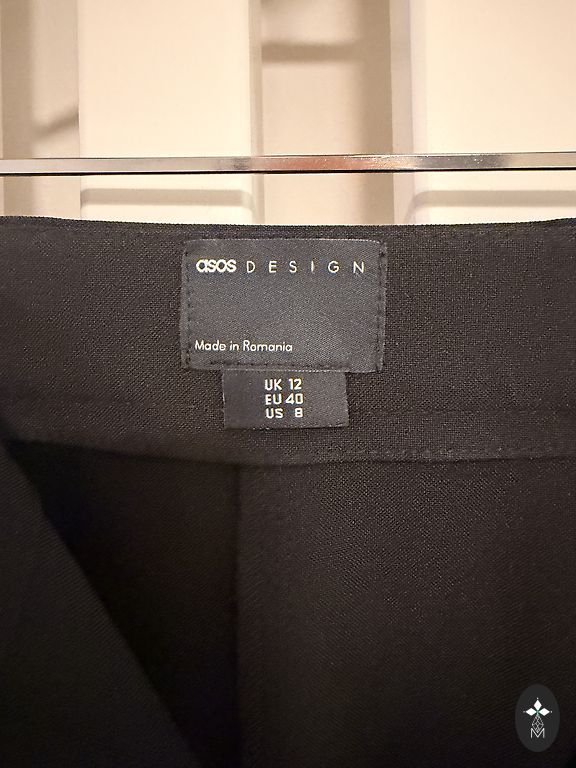 asos DESIGN
Made in Romania
UK 12
EU 40
US 8
M